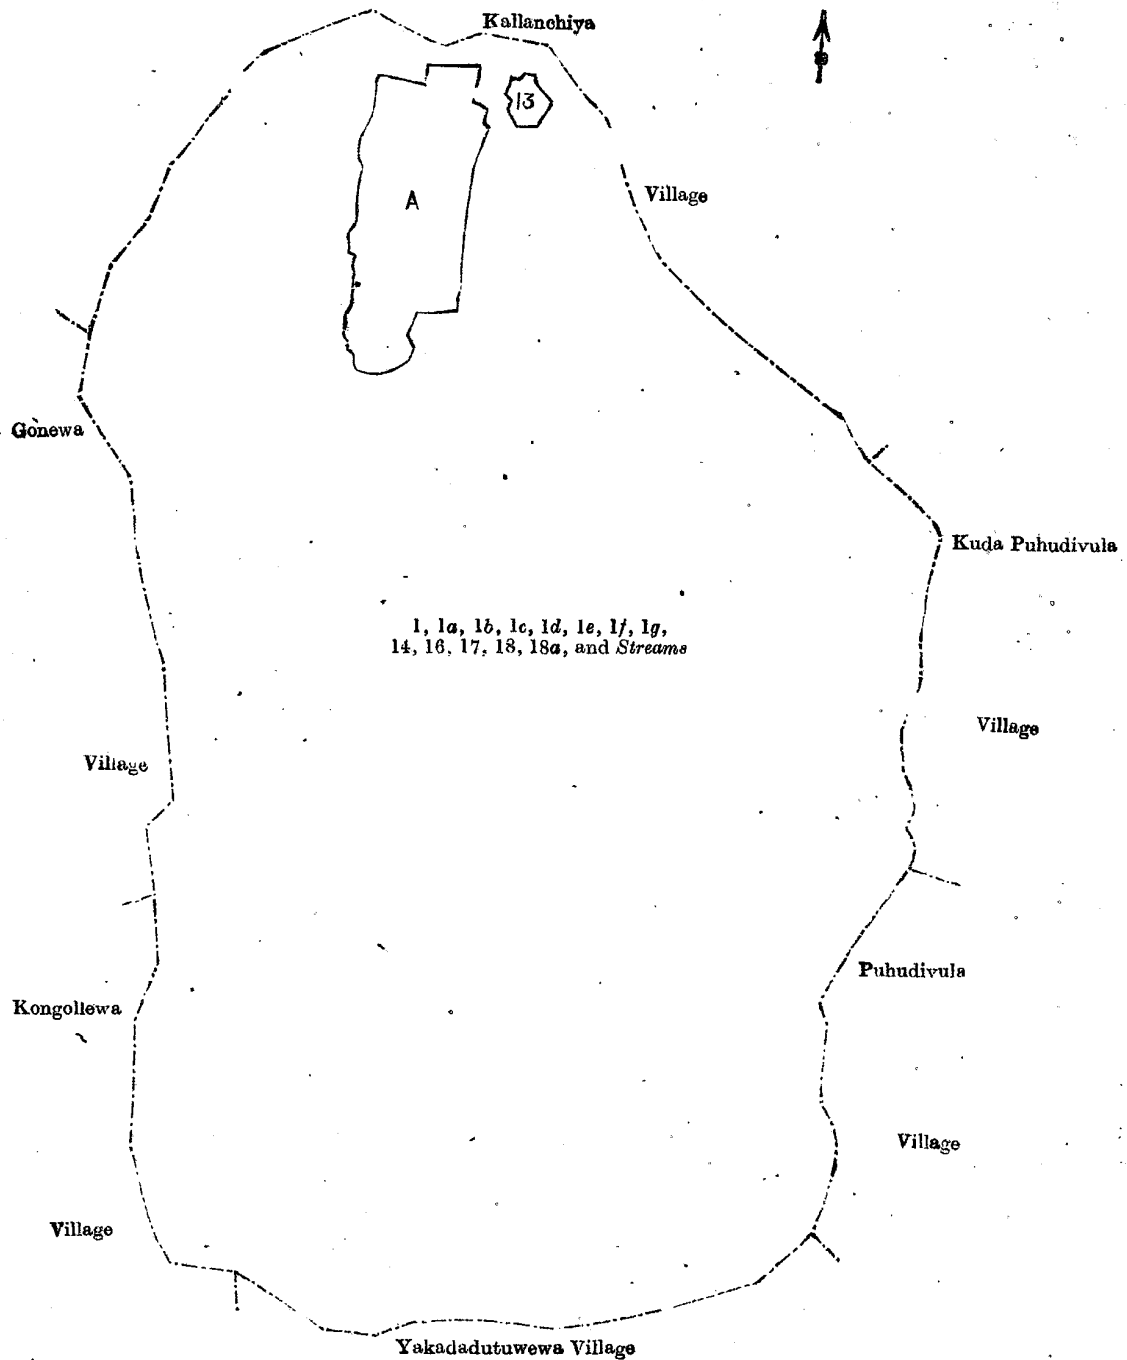 Kallanchiya
13
Village
A
Gonewa
Kuda Puhudivula
1, 1a, 1b, 1c, 1d, 1e, 1f, 1g,
14, 16, 17, 18, 18a, and Streams
Village
Village
Puhudivula
Kongollewa
Village
Village
Yakadadutuwewa Village